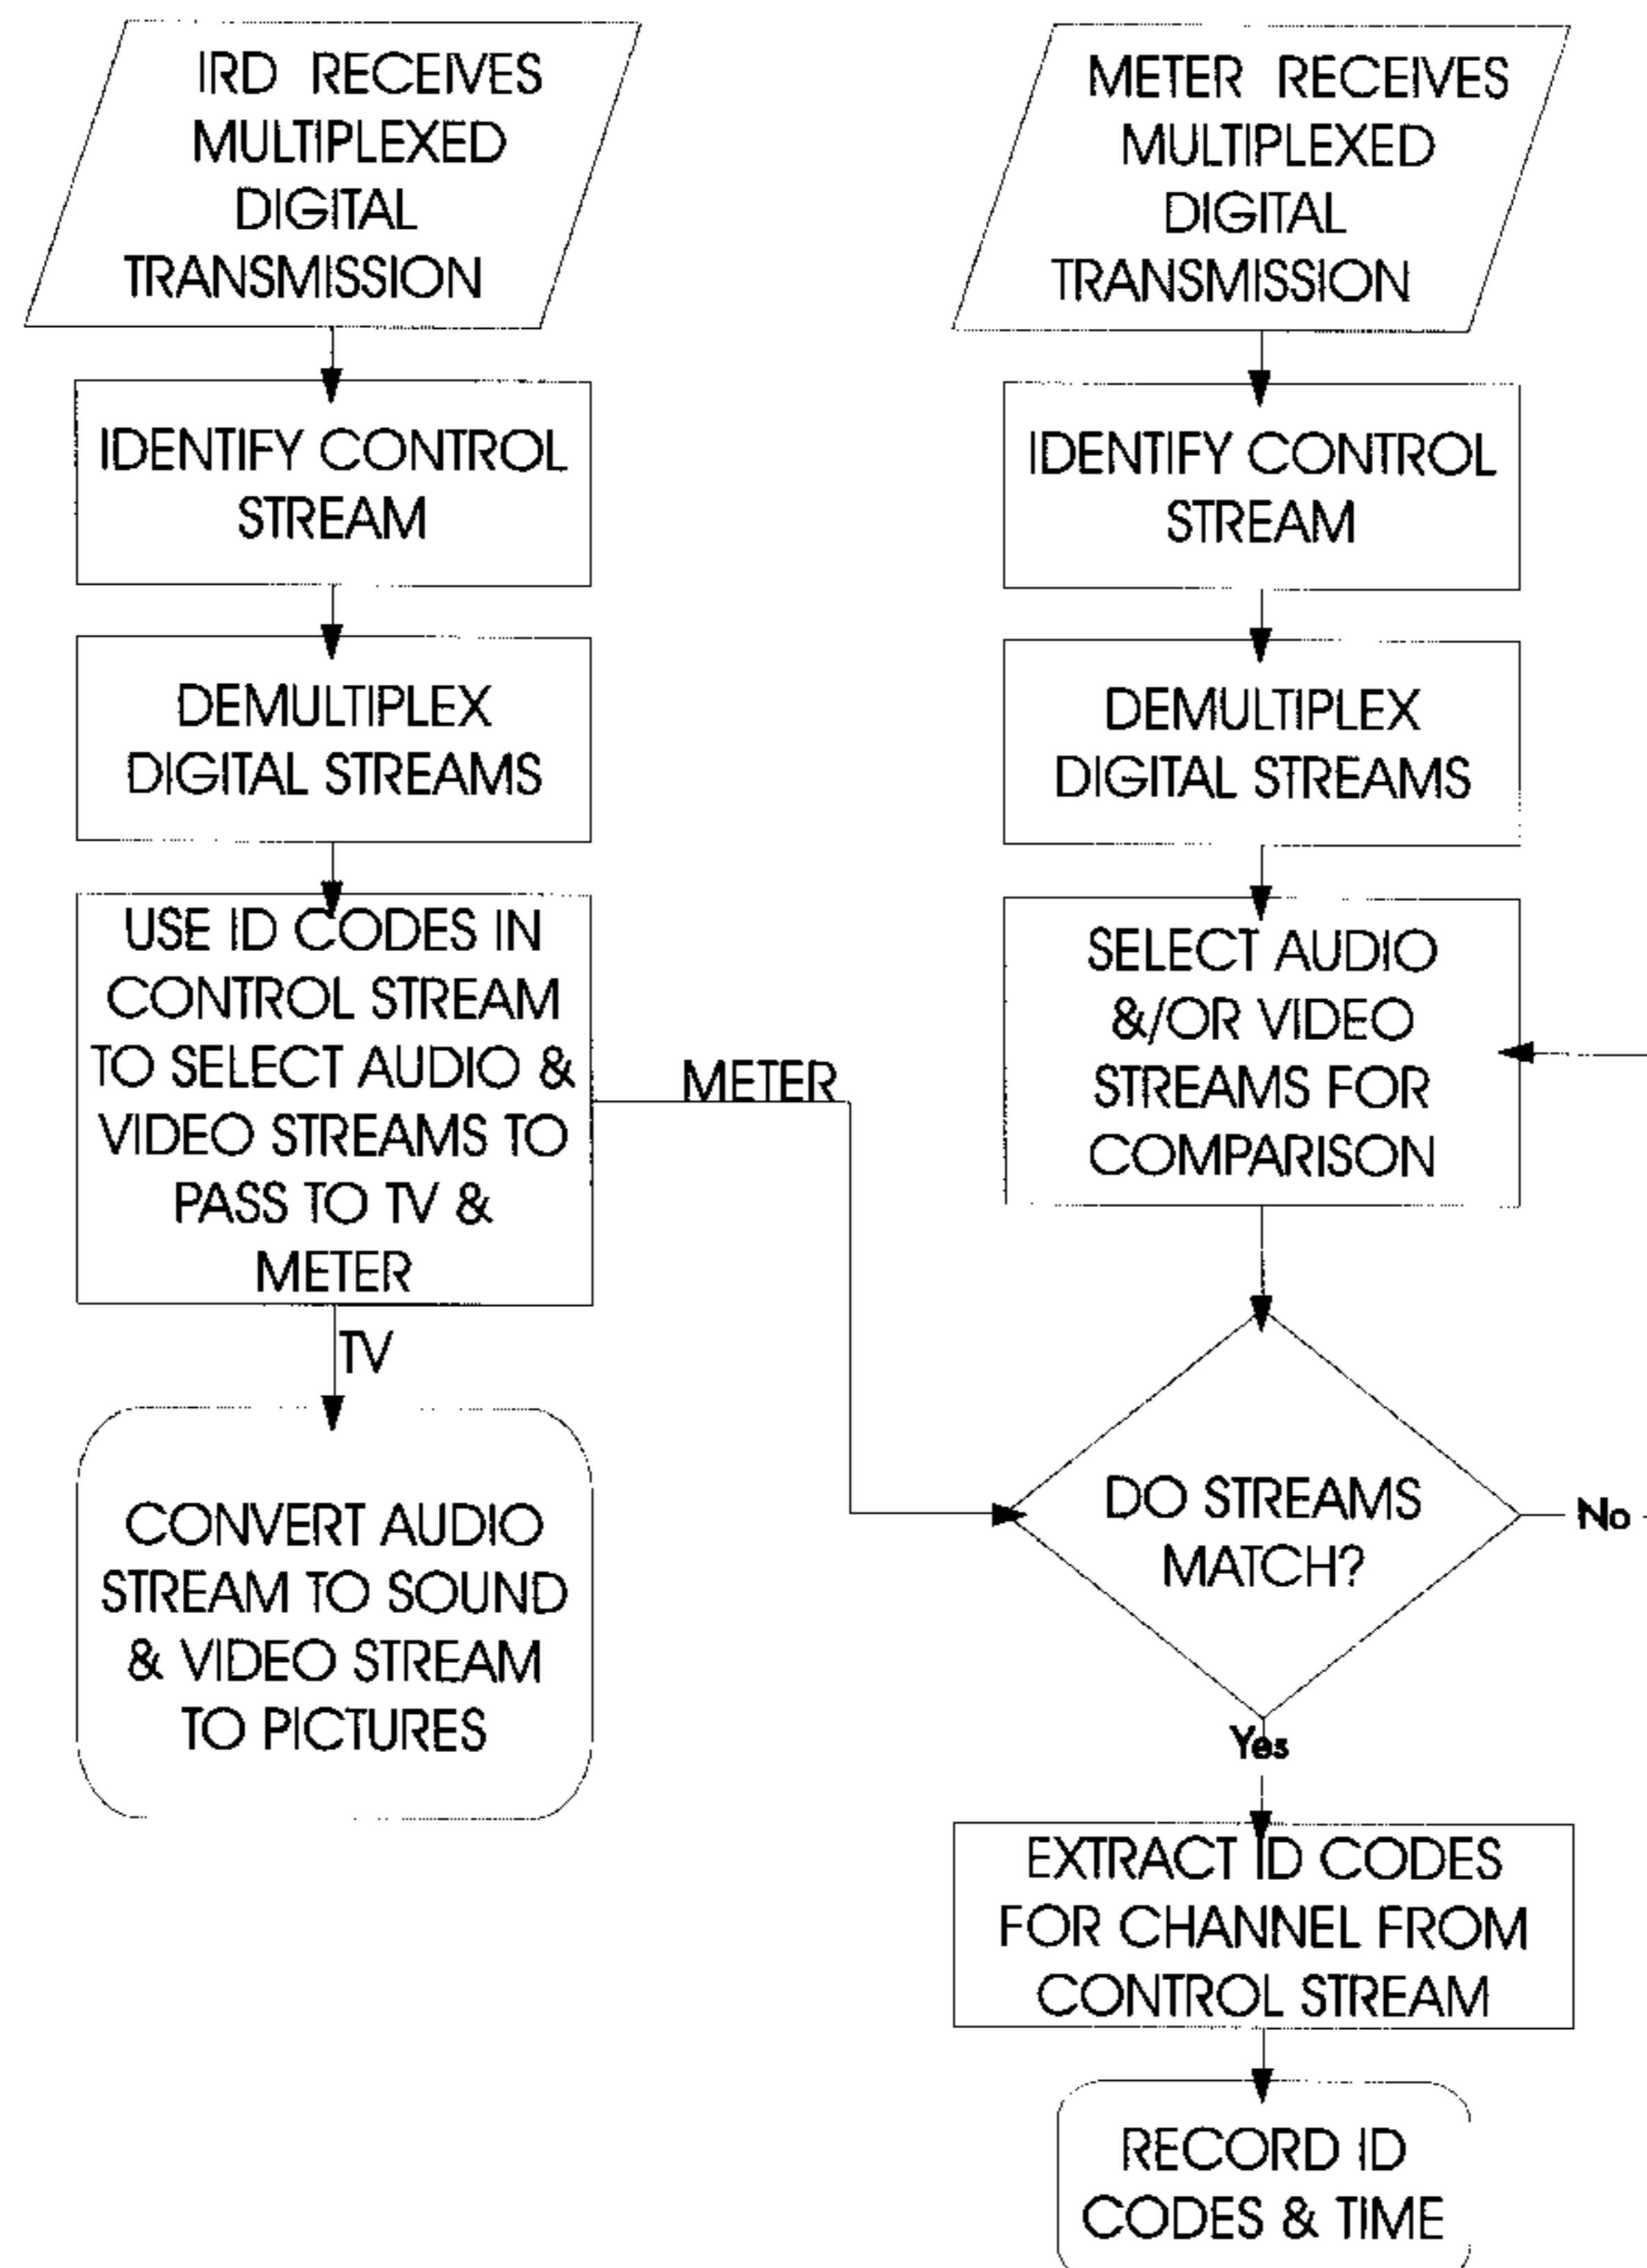 IRD RECEIVES
MULTIPLEXED
DIGITAL
TRANSMISSION
IDENTIFY CONTROL
STREAM
DEMULTIPLEX
DIGITAL STREAMS
USE ID CODES IN
CONTROL STREAM
TO SELECT AUDIO &
VIDEO STREAMS TO
PASS TO TV &
METER
METER
TV
CONVERT AUDIO
STREAM TO SOUND
& VIDEO STREAM
TO PICTURES
METER RECEIVES
MULTIPLEXED
DIGITAL
TRANSMISSION
IDENTIFY CONTROL
STREAM
DEMULTIPLEX
DIGITAL STREAMS
SELECT AUDIO
&/OR VIDEO
STREAMS FOR
COMPARISON
DO STREAMS
MATCH?
No
Yes
EXTRACT ID CODES
FOR CHANNEL FROM
CONTROL STREAM
RECORD ID
CODES & TIME